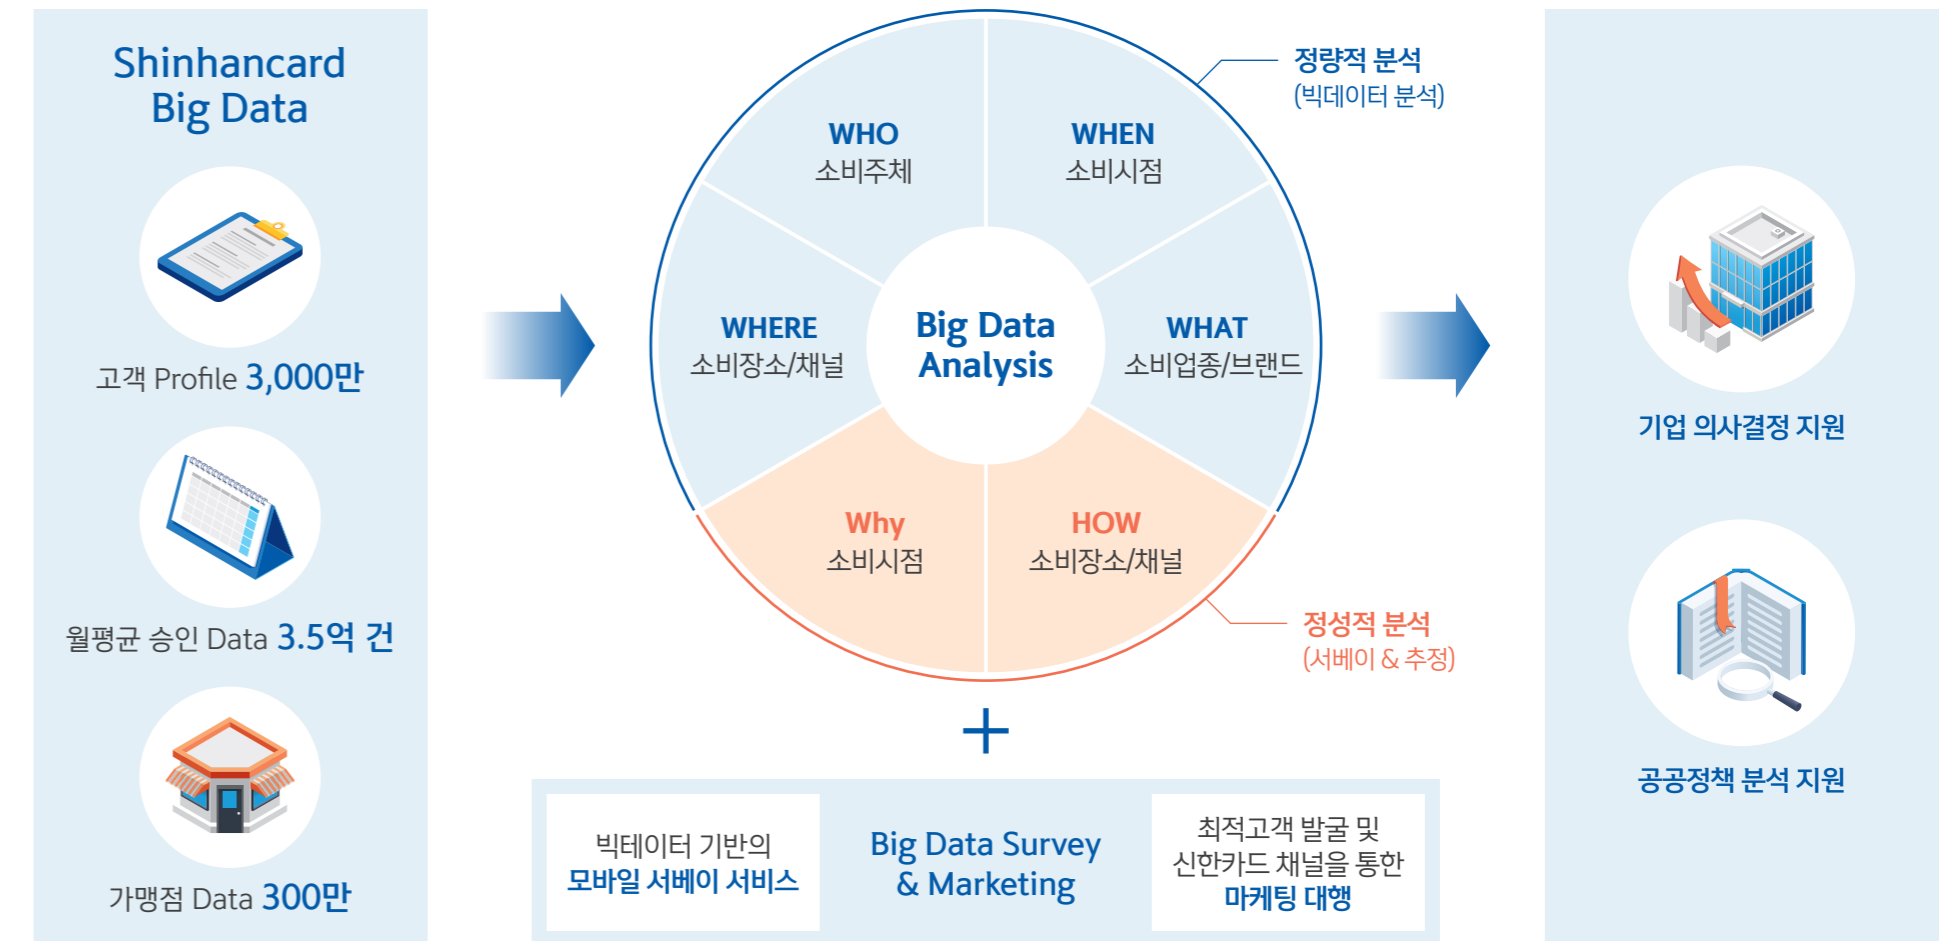 Shinhancard
Big Data
고객 Profile 3,000만
월평균 승인 Data 3.5억 건
가맹점 Data 300만
WHO
소비주체
WHEN
소비시점
WHERE
소비장소/채널
Big Data
Analysis
WHAT
소비업종/브랜드
Why
소비시점
HOW
소비장소/채널
정량적 분석
(빅데이터 분석)
정성적 분석
(서베이 & 추정)
+
빅테이터 기반의
모바일 서베이 서비스
Big Data Survey
& Marketing
최적고객 발굴 및
신한카드 채널을 통한
마케팅 대행
기업 의사결정 지원
공공정책 분석 지원